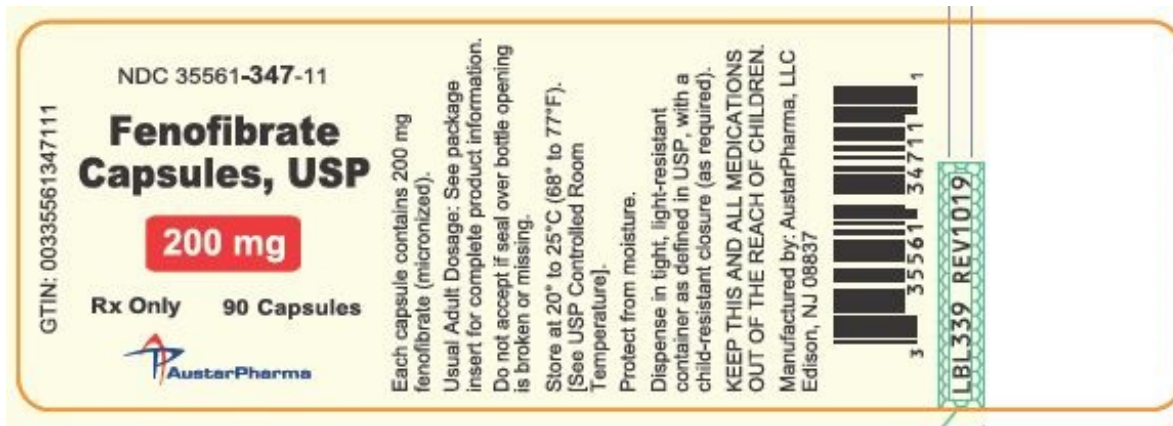 GTIN: 00335561347111
NDC 35561-347-11
Fenofibrate
Capsules, USP
200 mg
Rx Only 90 Capsules
AustarPharma
Each capsule contains 200 mg
fenofibrate (micronized).
Usual Adult Dosage: See package
insert for complete product information.
Do not accept if seal over bottle opening
is broken or missing.
Store at 20° to 25°C (68° to 77°F).
[See USP Controlled Room
Temperature].
Protect from moisture.
Dispense in tight, light-resistant
container as defined in USP, with a
child-resistant closure (as required).
KEEP THIS AND ALL MEDICATIONS
OUT OF THE REACH OF CHILDREN.
Manufactured by: AustarPharma, LLC
Edison, NJ 08837
3 35561 34711 1
LBL339 REV1019